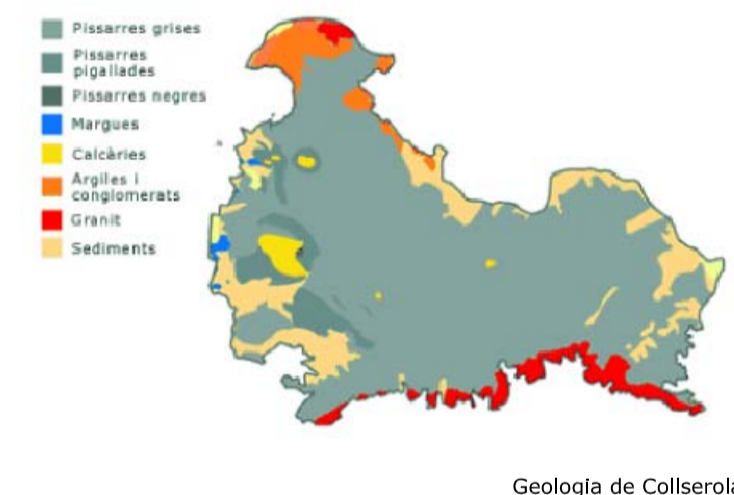 Pissarres grises
Pissarres
pigallades
Pissarres negres
Margues
Calcàries
Argiles i
conglomerats
Granit
Sediments
Geologia de Collserola